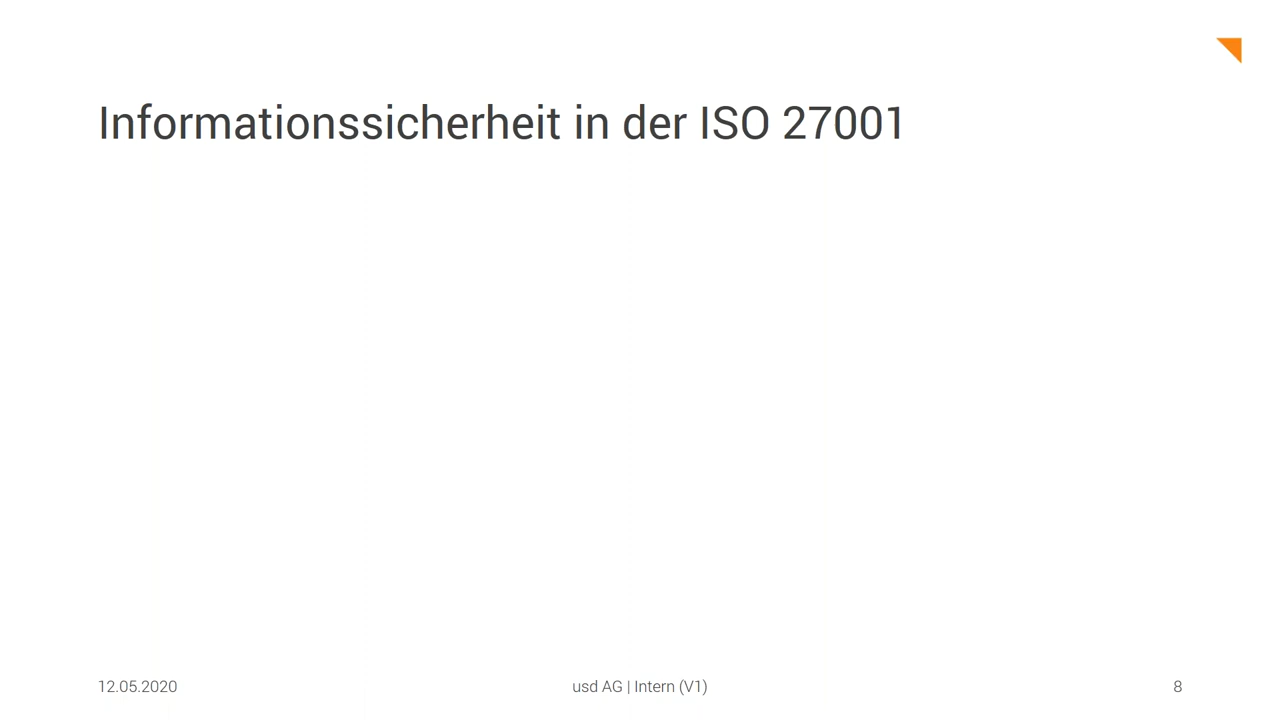 Informationssicherheit in der ISO 27001
12.05.2020
usd AG | Intern (V1)
8